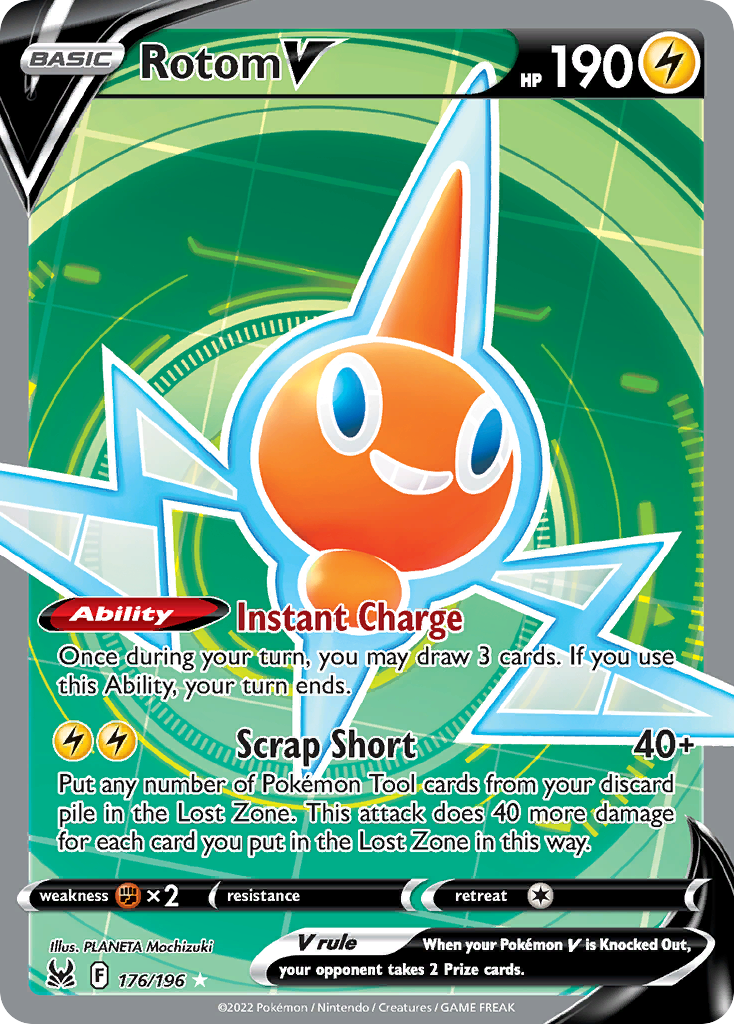 BASIC Rotom V HP 190
Ability Instant Charge
Once during your turn, you may draw 3 cards. If you use
this Ability, your turn ends.
Scrap Short 40+
Put any number of Pokémon Tool cards from your discard
pile in the Lost Zone. This attack does 40 more damage
for each card you put in the Lost Zone in this way.
weakness ×2 resistance retreat
Illus. PLANETA Mochizuki
V rule When your Pokémon V is Knocked Out,
your opponent takes 2 Prize cards.
F 176/196 ★
©2022 Pokémon / Nintendo / Creatures / GAME FREAK